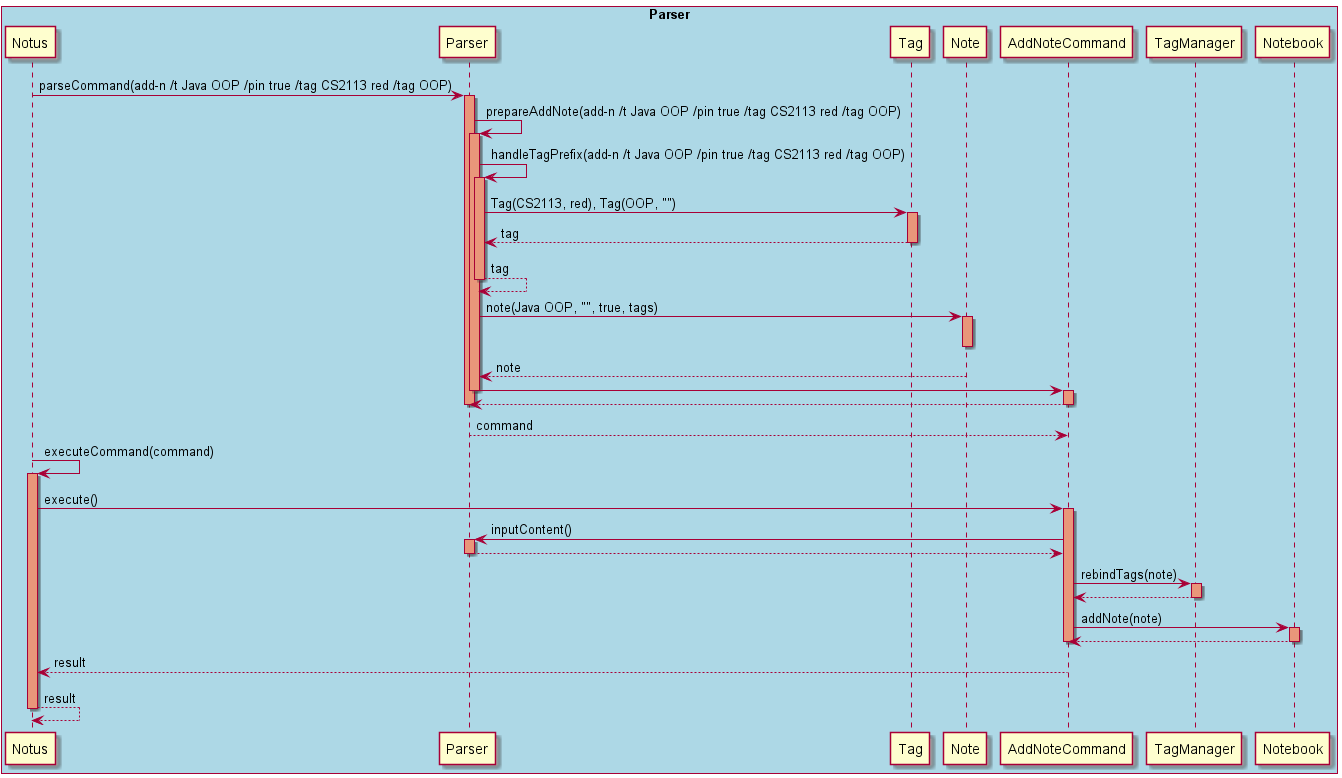 Parser
Notus Parser Tag Note AddNoteCommand TagManager Notebook
parseCommand(add-n /t Java OOP /pin true /tag CS2113 red /tag OOP)
prepareAddNote(add-n /t Java OOP /pin true /tag CS2113 red /tag OOP)
handleTagPrefix(add-n /t Java OOP /pin true /tag CS2113 red /tag OOP)
Tag(CS2113, red), Tag(OOP, "")
tag
tag
note(Java OOP, "", true, tags)
note
command
executeCommand(command)
execute()
inputContent()
rebindTags(note)
addNote(note)
result
result
Notus Parser Tag Note AddNoteCommand TagManager Notebook